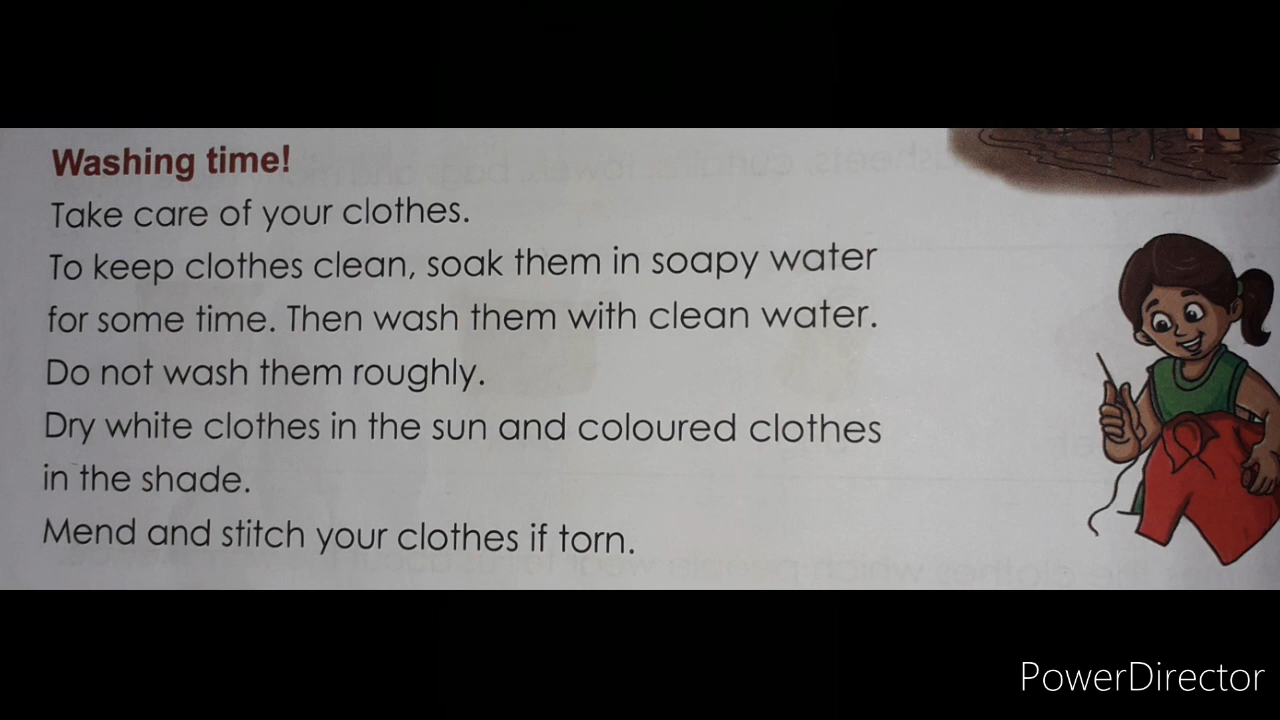 Washing time!
Take care of your clothes.
To keep clothes clean, soak them in soapy water
for some time. Then wash them with clean water.
Do not wash them roughly.
Dry white clothes in the sun and coloured clothes
in the shade.
Mend and stitch your clothes if torn.
PowerDirector